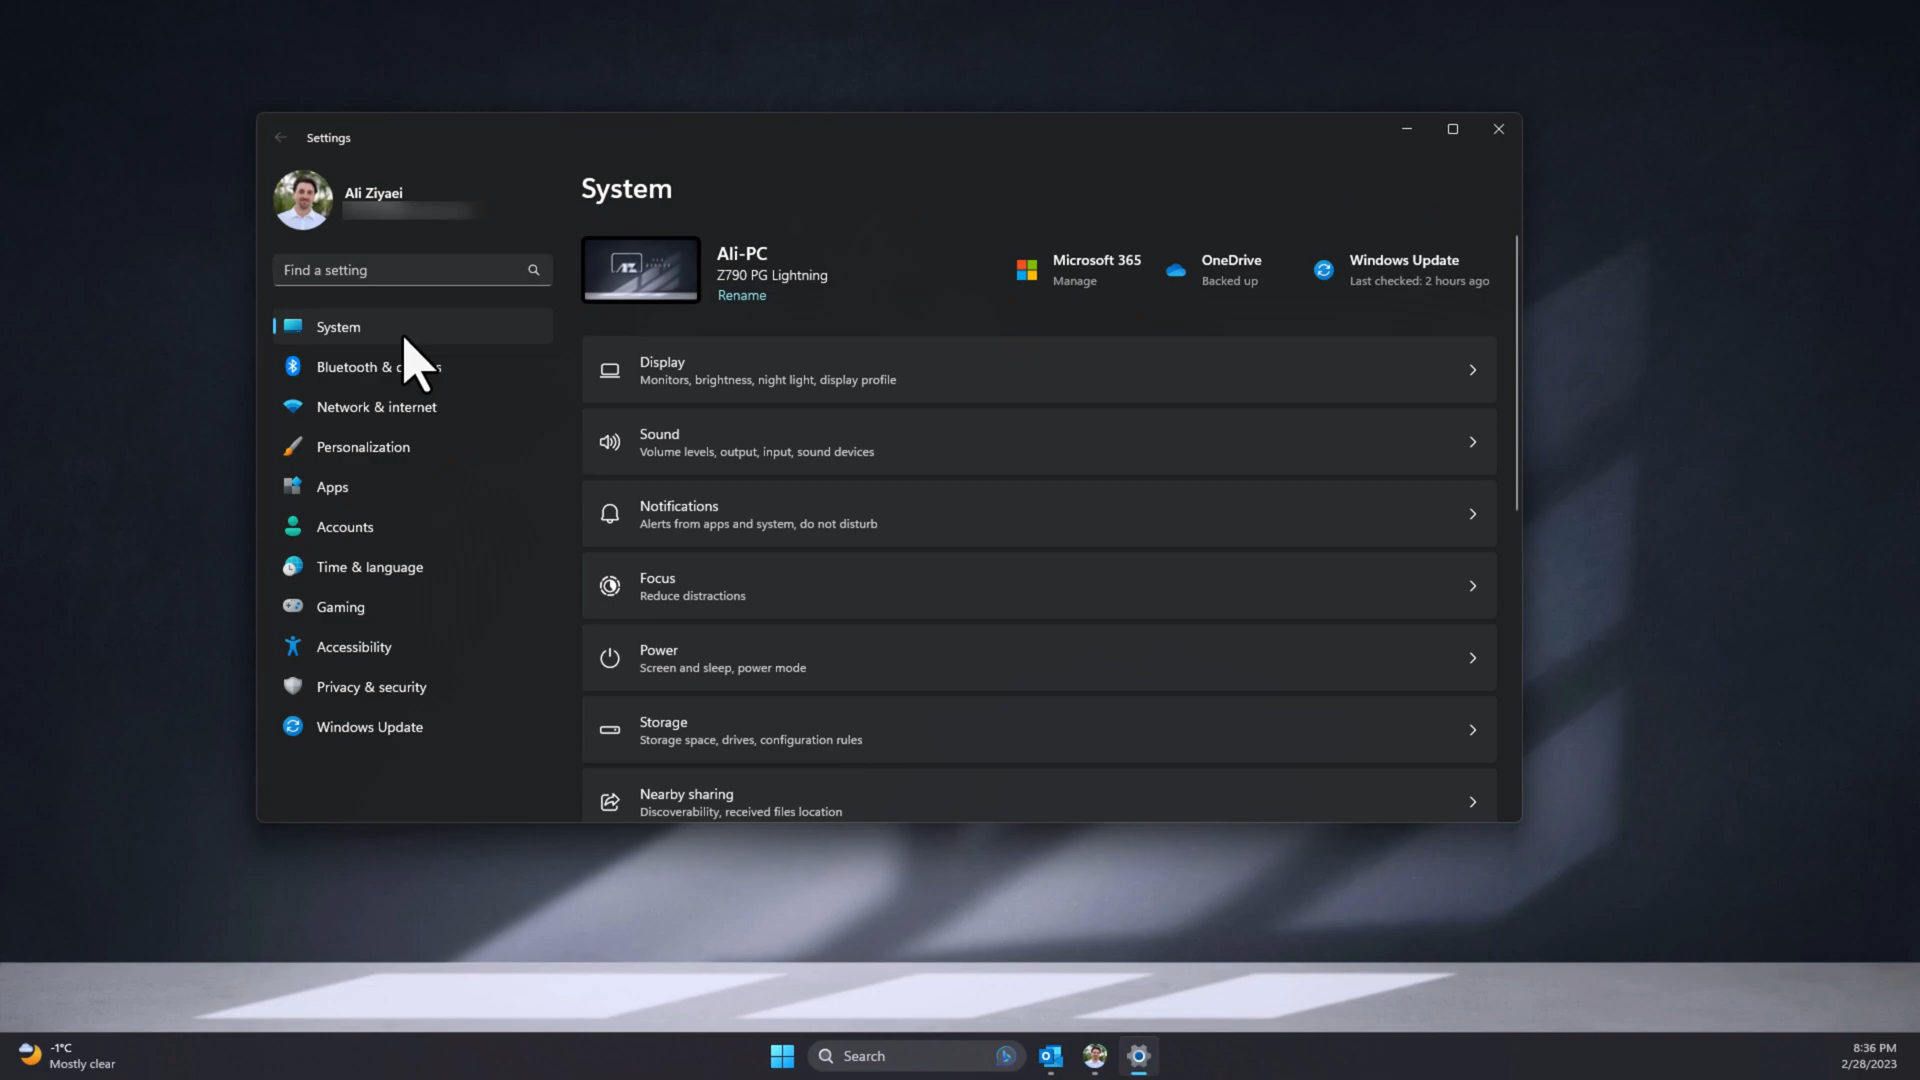 Settings
Ali Ziyaei
Find a setting
System
Bluetooth &
Network & internet
Personalization
Apps
Accounts
Time & language
Gaming
Accessibility
Privacy & security
Windows Update
System
Ali-PC
Z790 PG Lightning
Rename
Microsoft 365
Manage
OneDrive
Backed up
Windows Update
Last checked: 2 hours ago
Display
Monitors, brightness, night light, display profile
Sound
Volume levels, output, input, sound devices
Notifications
Alerts from apps and system, do not disturb
Focus
Reduce distractions
Power
Screen and sleep, power mode
Storage
Storage space, drives, configuration rules
Nearby sharing
Discoverability, received files location
-1°C
Mostly clear
Search
8:36 PM
2/28/2023